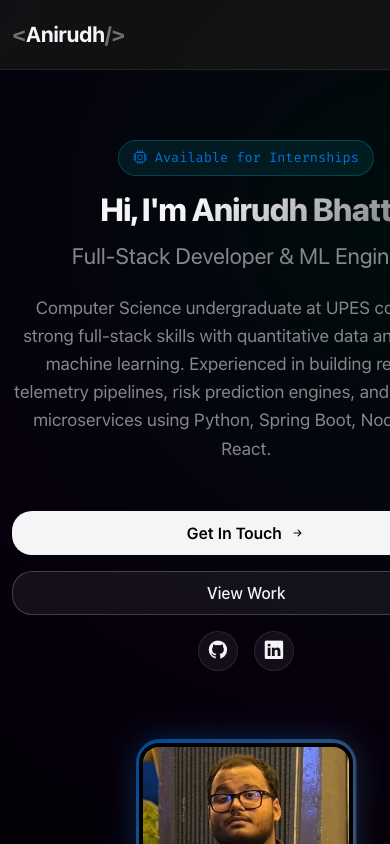 <Anirudh/>
Available for Internships
Hi, I'm Anirudh Bhatt
Full-Stack Developer & ML Engin
Computer Science undergraduate at UPES co
strong full-stack skills with quantitative data an
machine learning. Experienced in building re
telemetry pipelines, risk prediction engines, and
microservices using Python, Spring Boot, Nod
React.
Get In Touch →
View Work